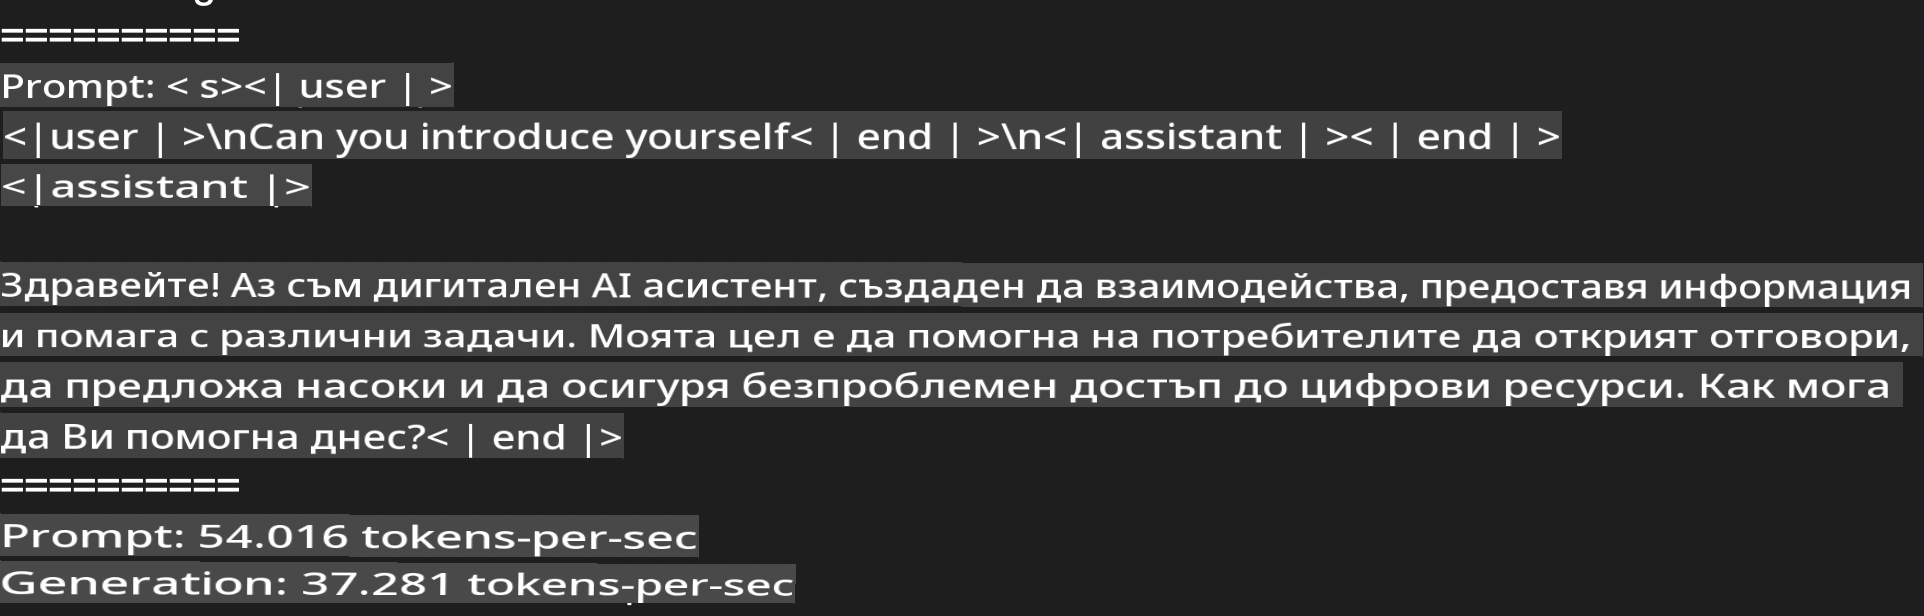 ==========
Prompt: < s><| user | >
<|user | >\nCan you introduce yourself< | end | >\n<| assistant | >< | end | >
<|assistant |>
Здравейте! Аз съм дигитален AI асистент, създаден да взаимодейства, предоставя информация
и помага с различни задачи. Моята цел е да помогна на потребителите да открият отговори,
да предложа насоки и да осигуря безпроблемен достъп до цифрови ресурси. Как мога
да Ви помогна днес?< | end |>
==========
Prompt: 54.016 tokens-per-sec
Generation: 37.281 tokens-per-sec